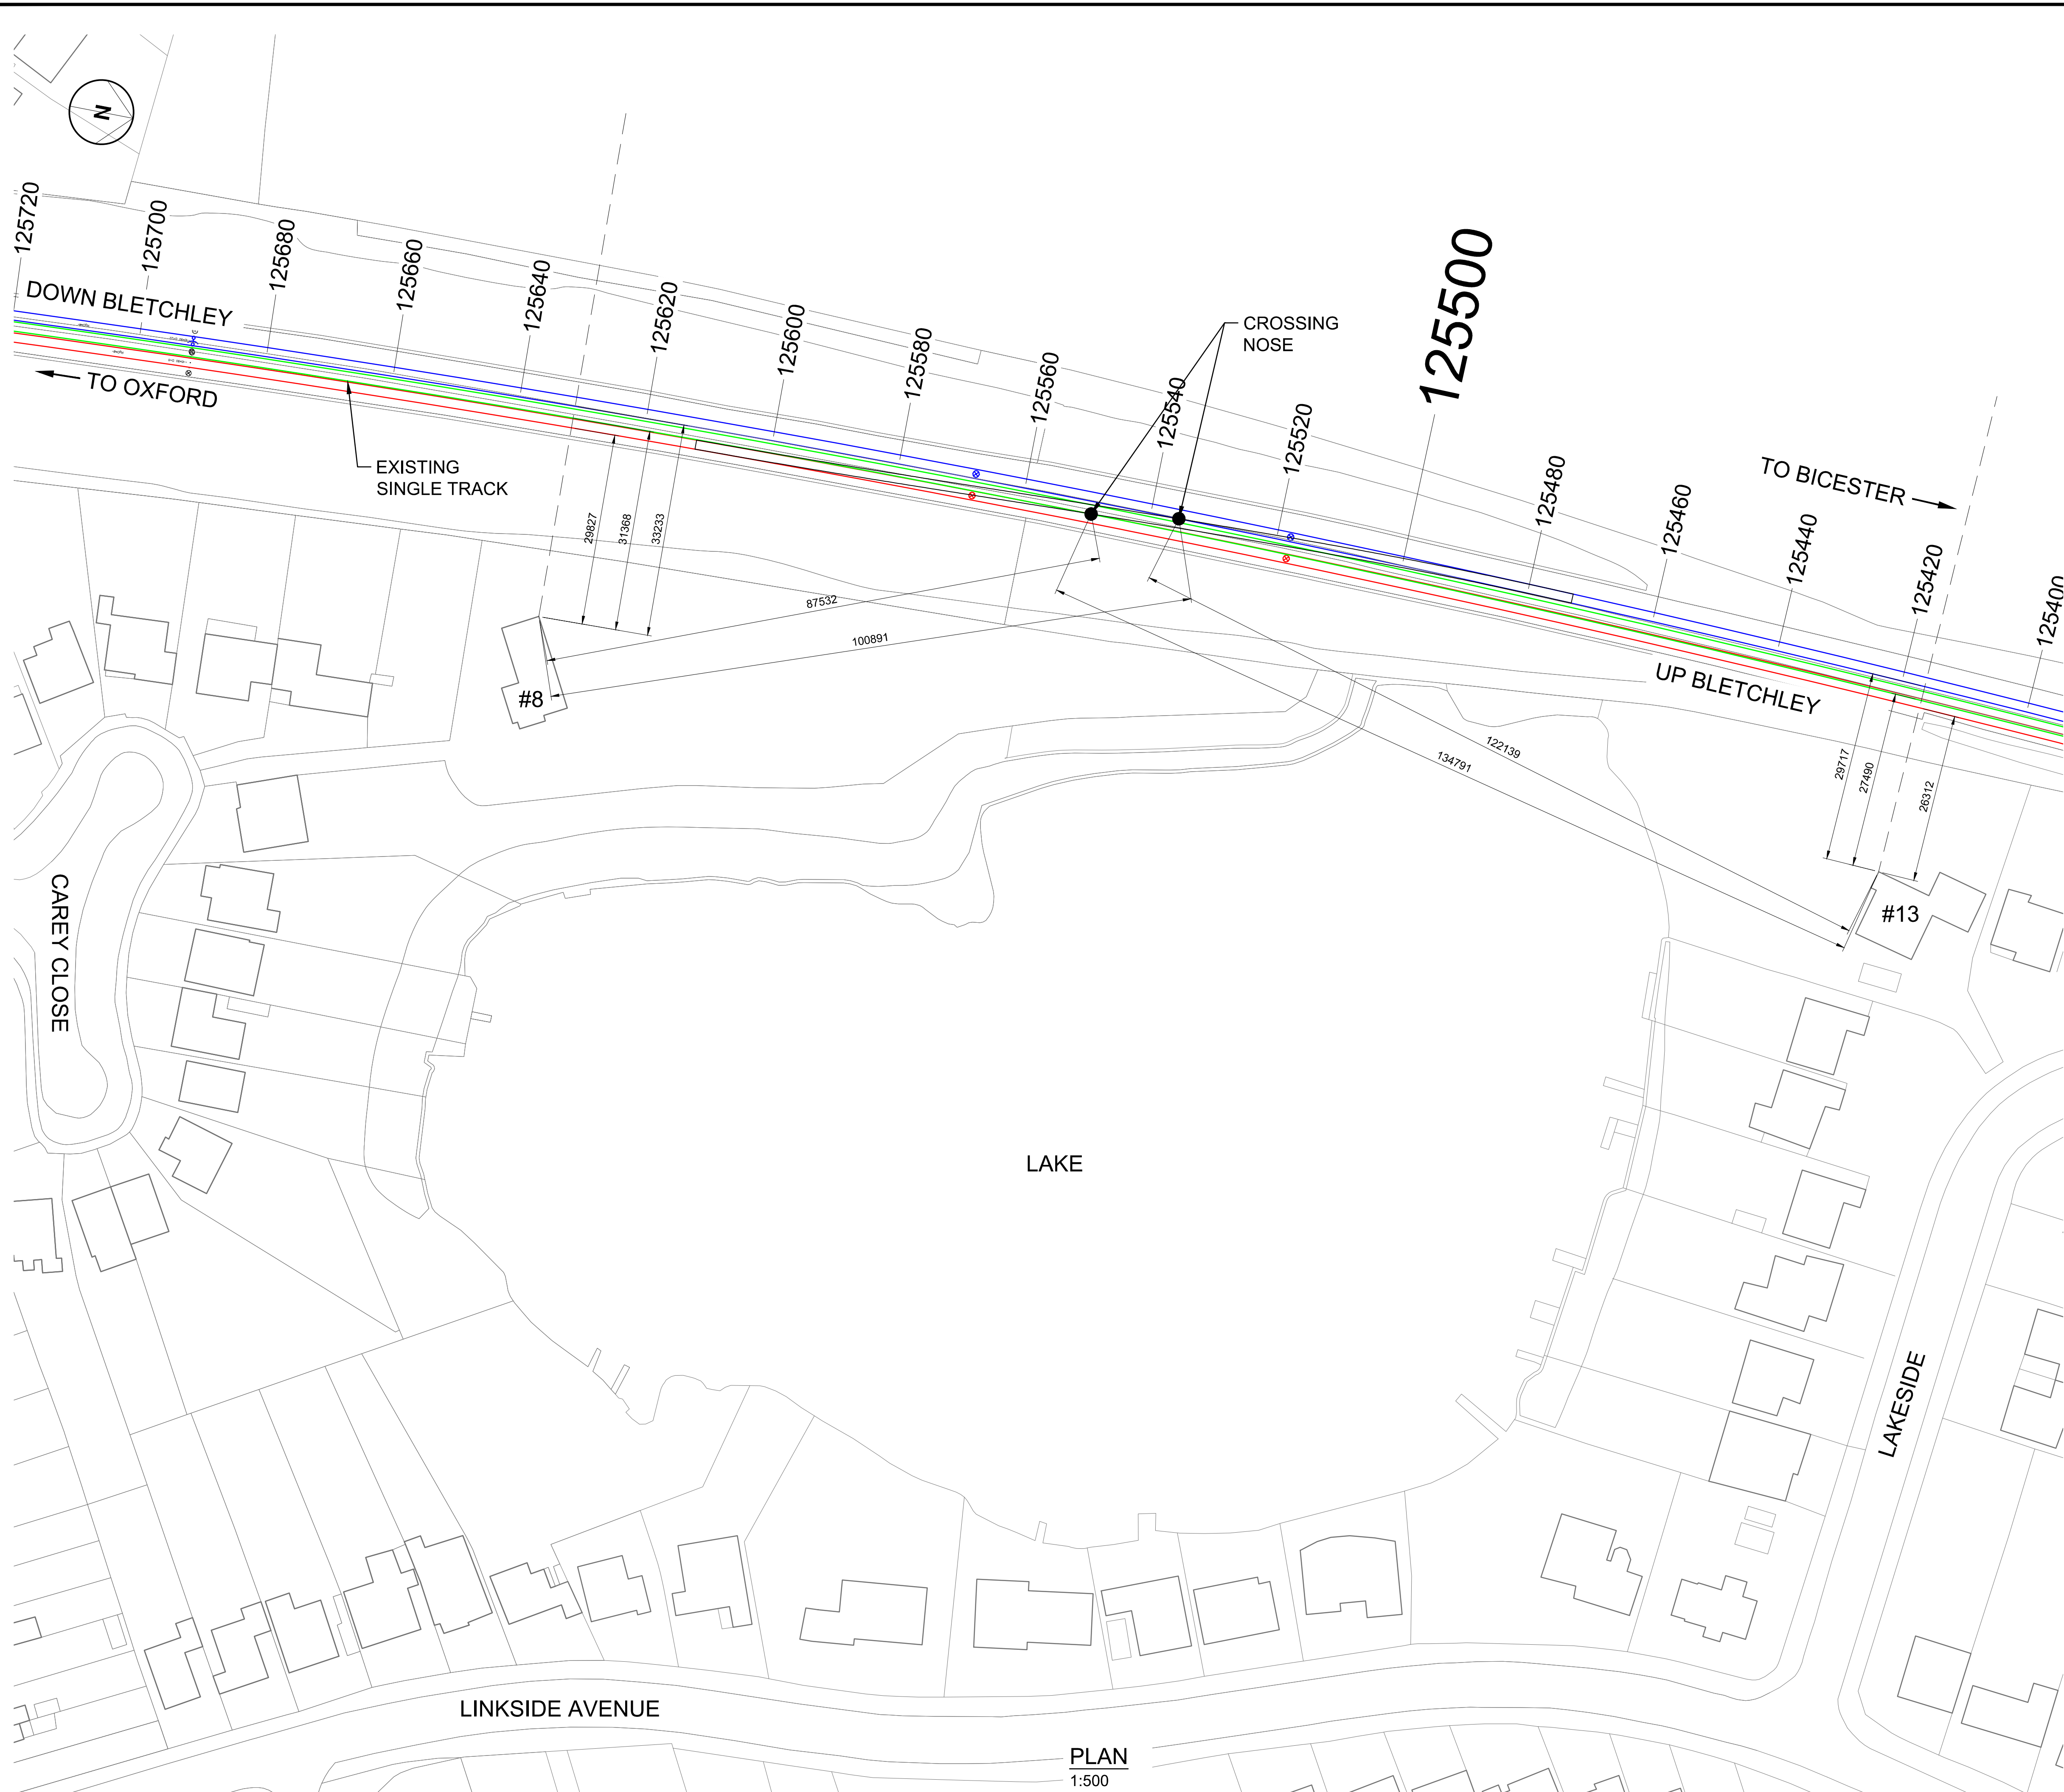 N
125720
125700
125680
125660
125640
125620
125600
125580
125560
125540
125520
125500
125480
125460
125440
125420
125400
DOWN BLETCHLEY
TO OXFORD
EXISTING
SINGLE TRACK
CROSSING
NOSE
TO BICESTER
UP BLETCHLEY
29827
31368
33233
87532
100891
122139
134791
29717
27490
26312
#8
#13
CAREY CLOSE
LAKE
LAKESIDE
LINKSIDE AVENUE
PLAN
1:500